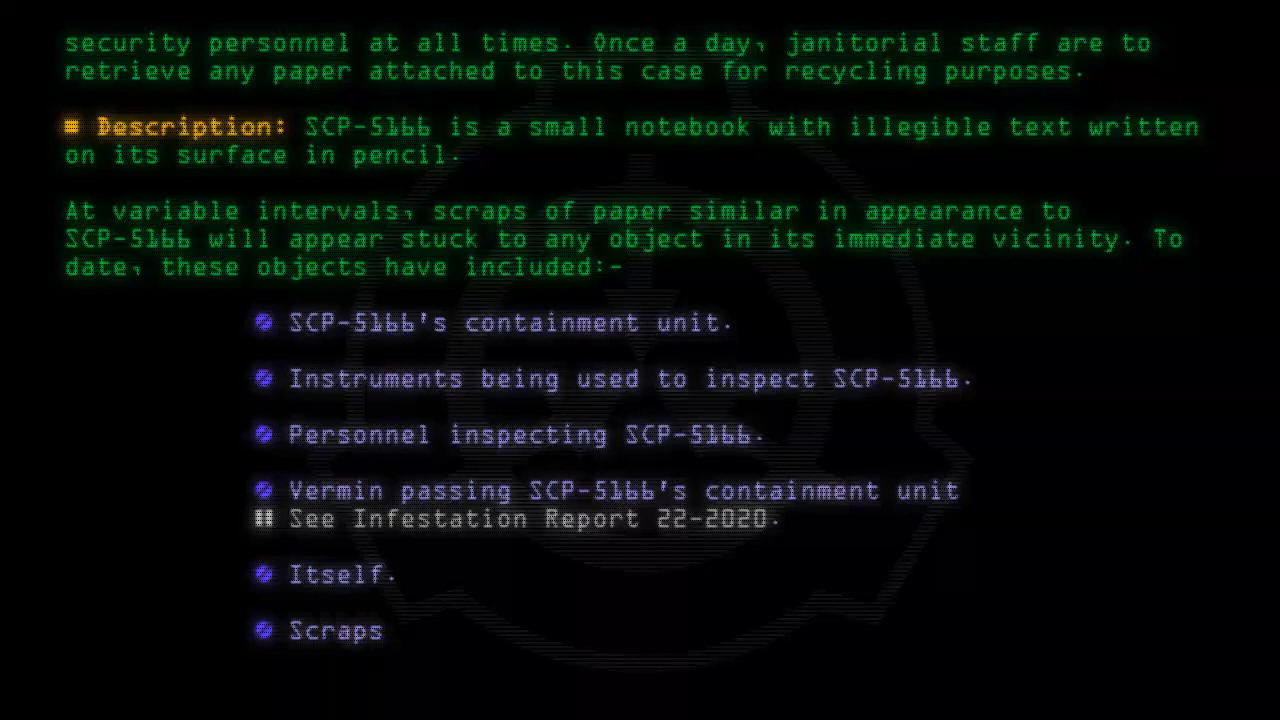 security personnel at all times. Once a day, janitorial staff are to
retrieve any paper attached to this case for recycling purposes.
Description: SCP-5166 is a small notebook with illegible text written
on its surface in pencil.
At variable intervals, scraps of paper similar in appearance to
SCP-5166 will appear stuck to any object in its immediate vicinity. To
date, these objects have included:-
SCP-5166's containment unit.
Instruments being used to inspect SCP-5166.
Personnel inspecting SCP-5166.
Vermin passing SCP-5166's containment unit
See Infestation Report 22-2020.
Itself.
Scraps